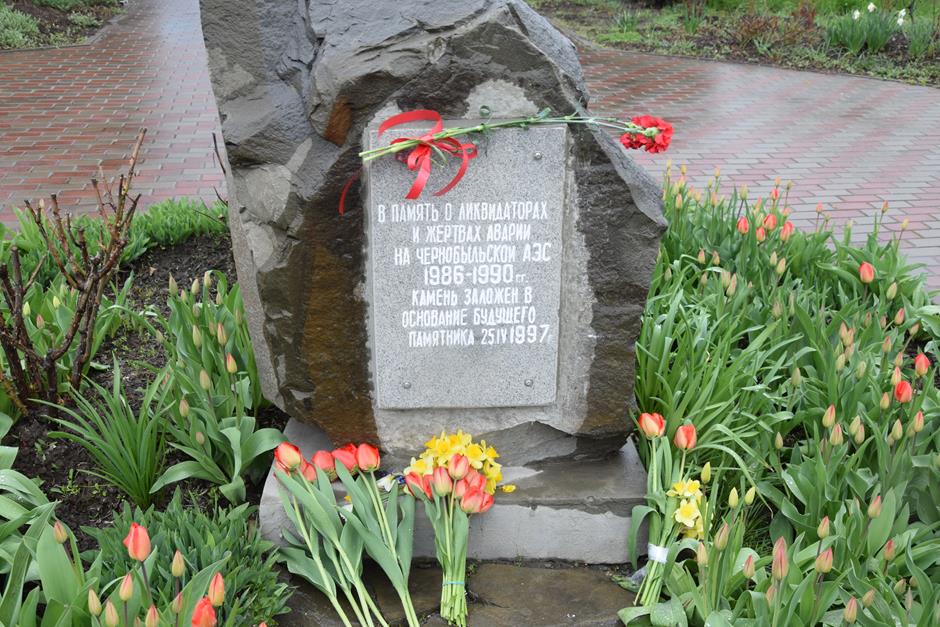 В ПАМЯТЬ О ЛИКВИДАТОРАХ
И ЖЕРТВАХ АВАРИИ
НА ЧЕРНОБЫЛЬСКОЙ АЭС
1986-1990 гг.
КАМЕНЬ ЗАЛОЖЕН В
ОСНОВАНИЕ БУДУЩЕГО
ПАМЯТНИКА 25 IV 1997 г